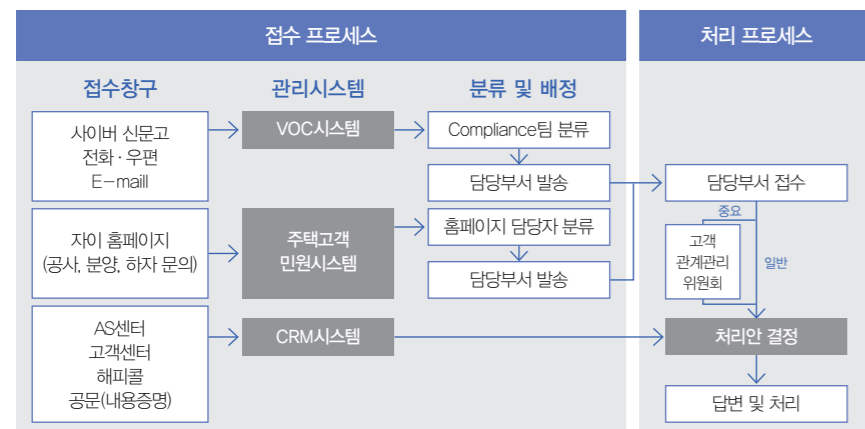 접수 프로세스
처리 프로세스
접수창구
관리시스템
분류 및 배정
사이버 신문고
전화 · 우편
E-maill
VOC시스템
Compliance팀 분류
담당부서 발송
담당부서 접수
자이 홈페이지
(공사, 분양, 하자 문의)
주택고객
민원시스템
홈페이지 담당자 분류
담당부서 발송
중요
고객
관계관리
위원회
일반
AS센터
고객센터
해피콜
공문(내용증명)
CRM시스템
처리안 결정
답변 및 처리